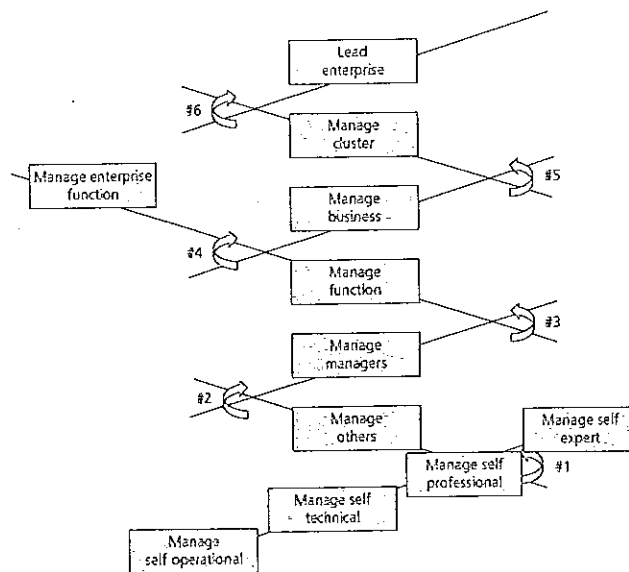 Lead
enterprise
#6
Manage
cluster
#5
Manage enterprise
function
Manage
business
#4
Manage
function
#3
Manage
managers
#2
Manage
others
Manage self
expert
Manage self
professional
#1
Manage self
technical
Manage
self operational